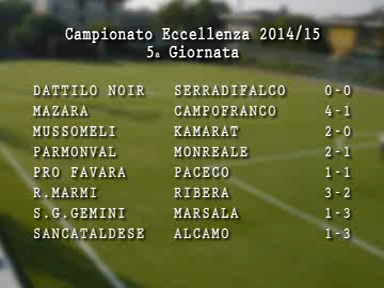 Campionato Eccellenza 2014/15
5a Giornata
DATTILO NOIR SERRADIFALCO 0-0
MAZARA CAMPOFRANCO 4-1
MUSSOMELI KAMARAT 2-0
PARMONVAL MONREALE 2-1
PRO FAVARA PACECO 1-1
R.MARMI RIBERA 3-2
S.G.GEMINI MARSALA 1-3
SANCATALDESE ALCAMO 1-3